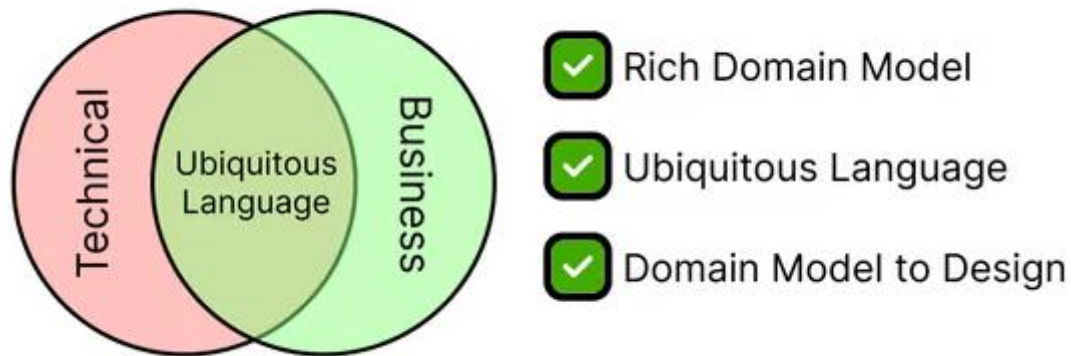 Technical
Ubiquitous
Language
Business
Rich Domain Model
Ubiquitous Language
Domain Model to Design